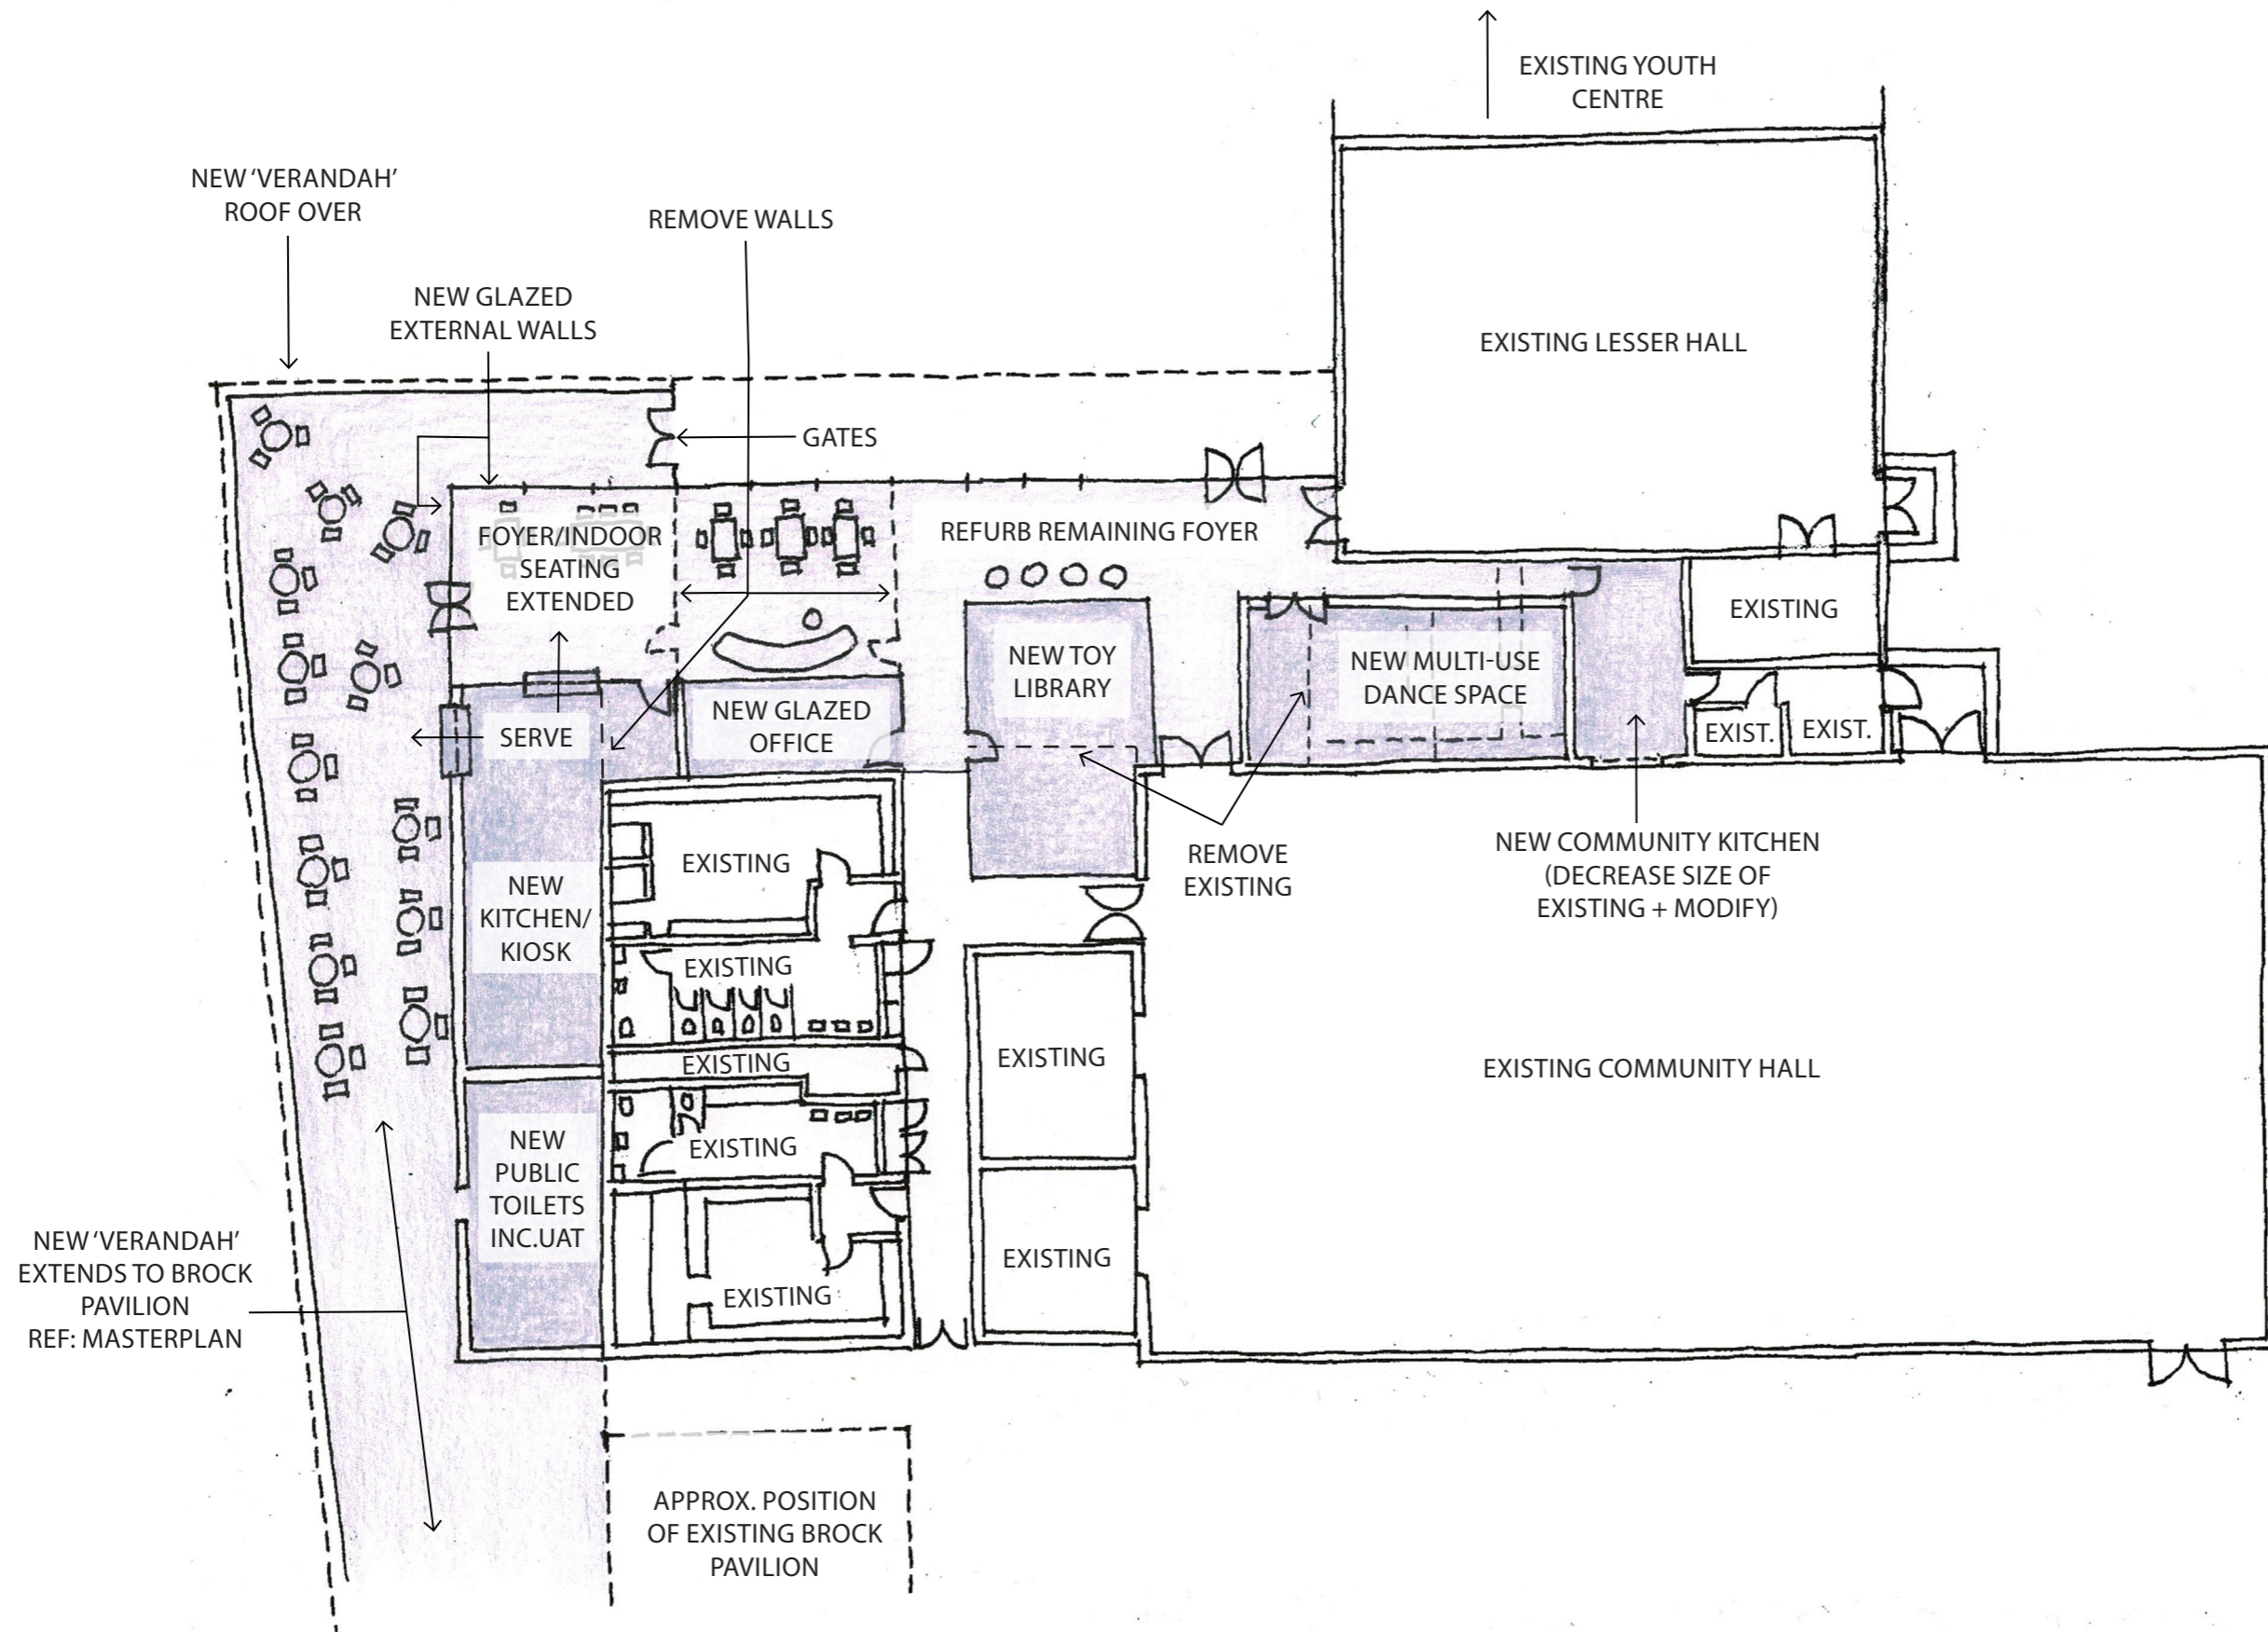 EXISTING YOUTH
CENTRE
NEW ‘VERANDAH’
ROOF OVER
REMOVE WALLS
NEW GLAZED
EXTERNAL WALLS
EXISTING LESSER HALL
GATES
FOYER/INDOOR
SEATING
EXTENDED
REFURB REMAINING FOYER
EXISTING
NEW TOY
LIBRARY
NEW MULTI-USE
DANCE SPACE
NEW GLAZED
OFFICE
SERVE
EXIST.
EXIST.
NEW COMMUNITY KITCHEN
(DECREASE SIZE OF
EXISTING + MODIFY)
REMOVE
EXISTING
EXISTING
NEW
KITCHEN/
KIOSK
EXISTING
EXISTING
EXISTING
EXISTING COMMUNITY HALL
NEW
PUBLIC
TOILETS
INC.UAT
EXISTING
EXISTING
EXISTING
NEW ‘VERANDAH’
EXTENDS TO BROCK
PAVILION
REF: MASTERPLAN
APPROX. POSITION
OF EXISTING BROCK
PAVILION